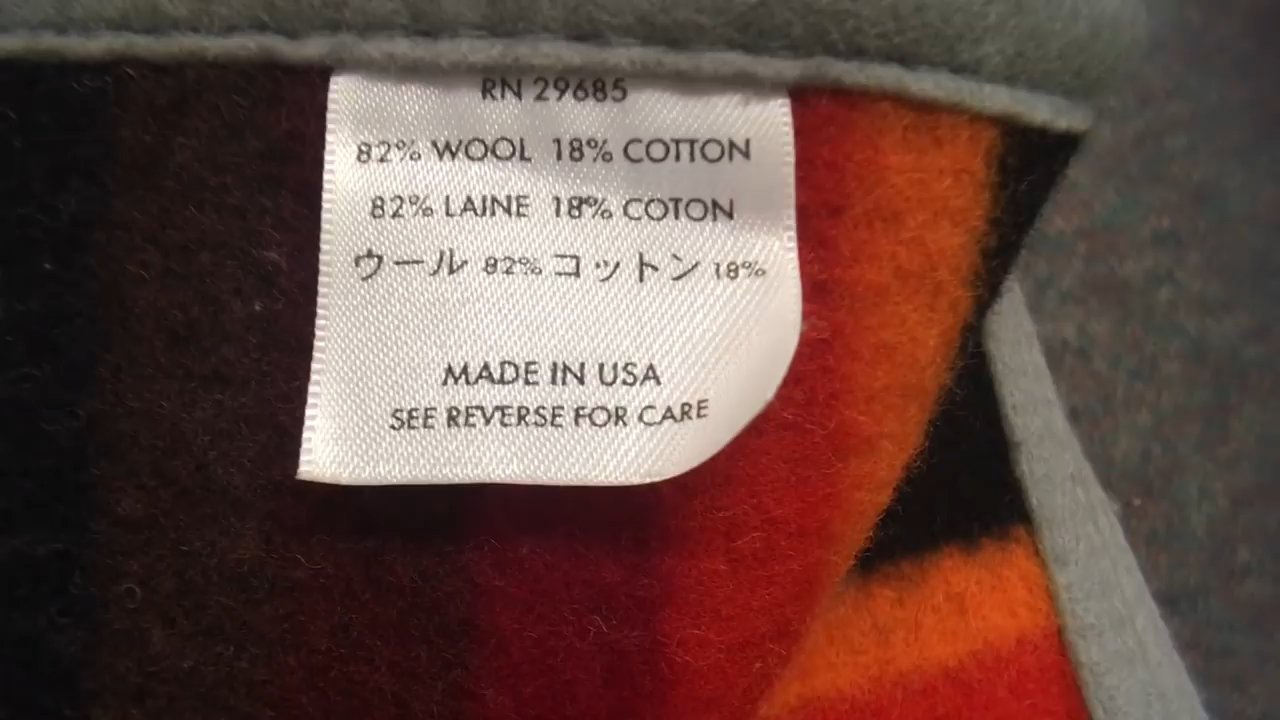 RN 29685
82% WOOL 18% COTTON
82% LAINE 18% COTON
ウール 82% コットン 18%
MADE IN USA
SEE REVERSE FOR CARE